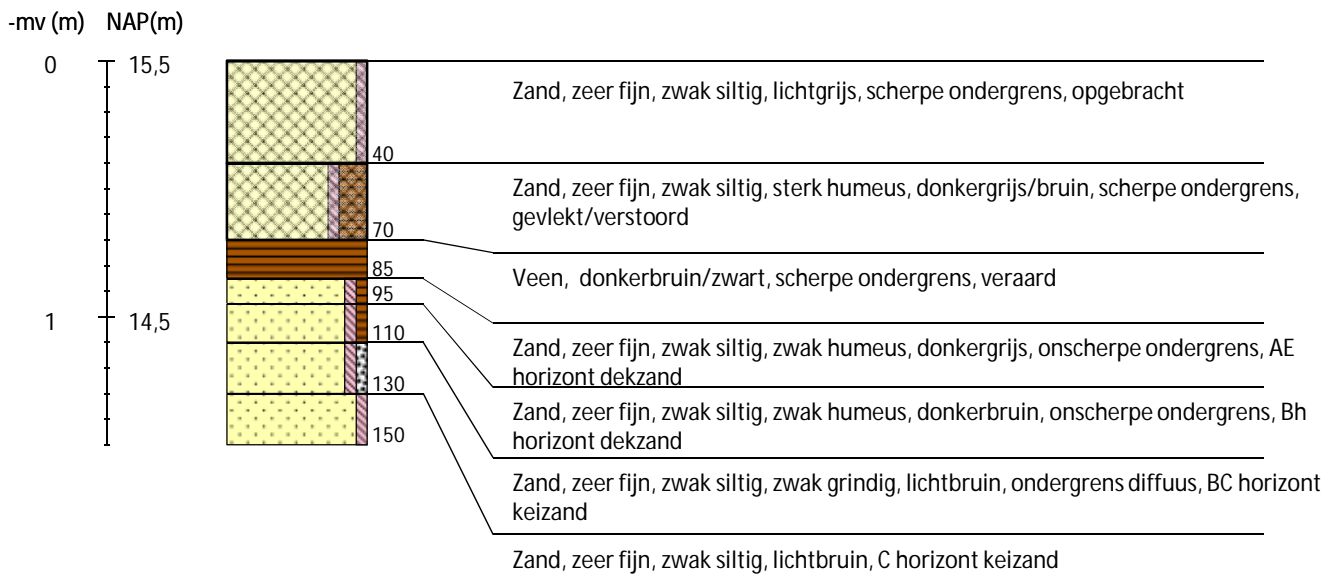 -mv (m) NAP(m)
0 15,5
Zand, zeer fijn, zwak siltig, lichtgrijs, scherpe ondergrens, opgebracht
40
Zand, zeer fijn, zwak siltig, sterk humeus, donkergrijs/bruin, scherpe ondergrens,
gevlekt/verstoord
70
Veen, donkerbruin/zwart, scherpe ondergrens, veraard
85
95
1 14,5
110
Zand, zeer fijn, zwak siltig, zwak humeus, donkergrijs, onscherpe ondergrens, AE
horizont dekzand
130
Zand, zeer fijn, zwak siltig, zwak humeus, donkerbruin, onscherpe ondergrens, Bh
horizont dekzand
150
Zand, zeer fijn, zwak siltig, zwak grindig, lichtbruin, ondergrens diffuus, BC horizont
keizand
Zand, zeer fijn, zwak siltig, lichtbruin, C horizont keizand